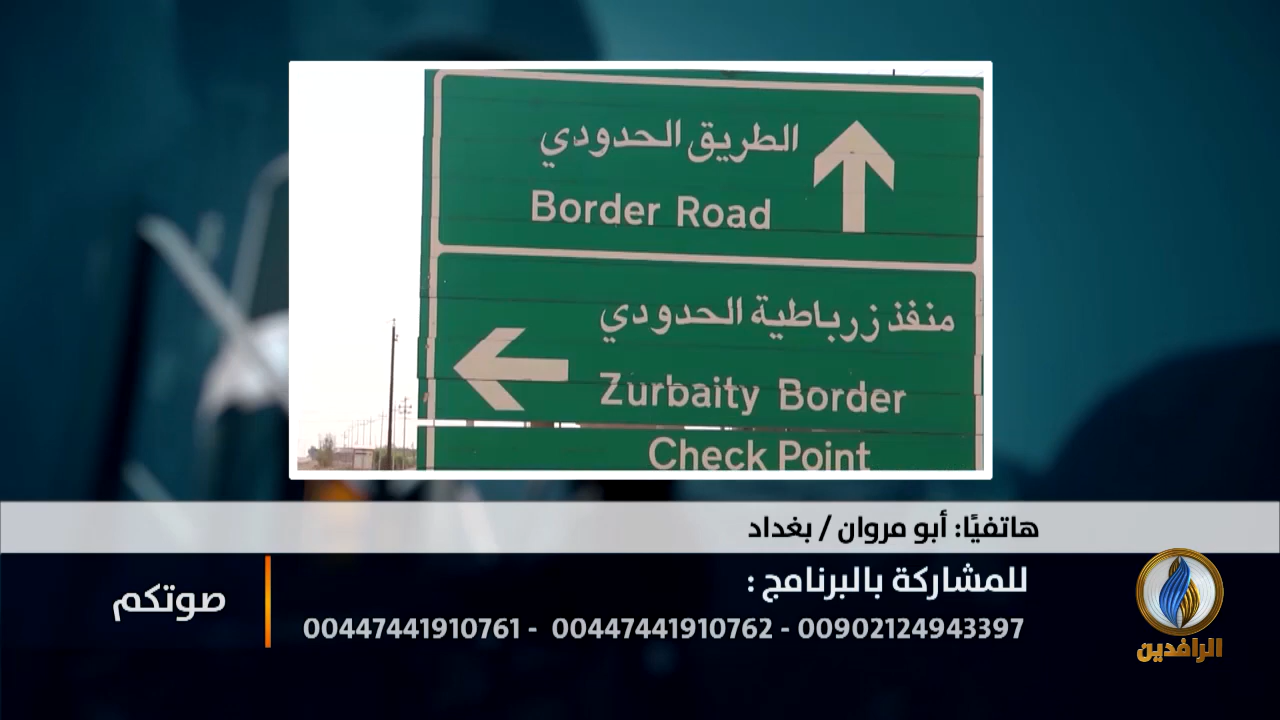 الطريق الحدودي
Border Road
منفذ زرباطية الحدودي
Zurbaity Border
Check Point
هاتفيًا: أبو مروان / بغداد
للمشاركة بالبرنامج :
00447441910761 - 00447441910762 - 00902124943397
صوتكم
الرافدين